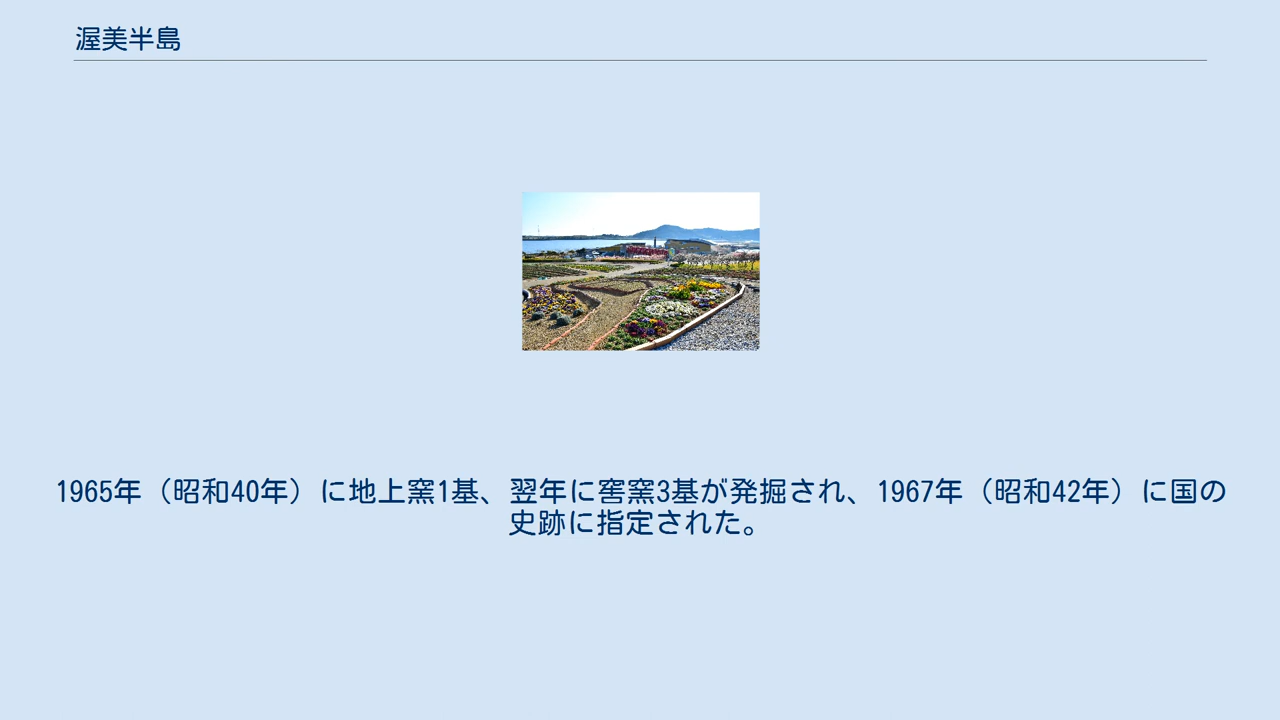 渥美半島
1965年（昭和40年）に地上窯1基、翌年に窖窯3基が発掘され、1967年（昭和42年）に国の
史跡に指定された。